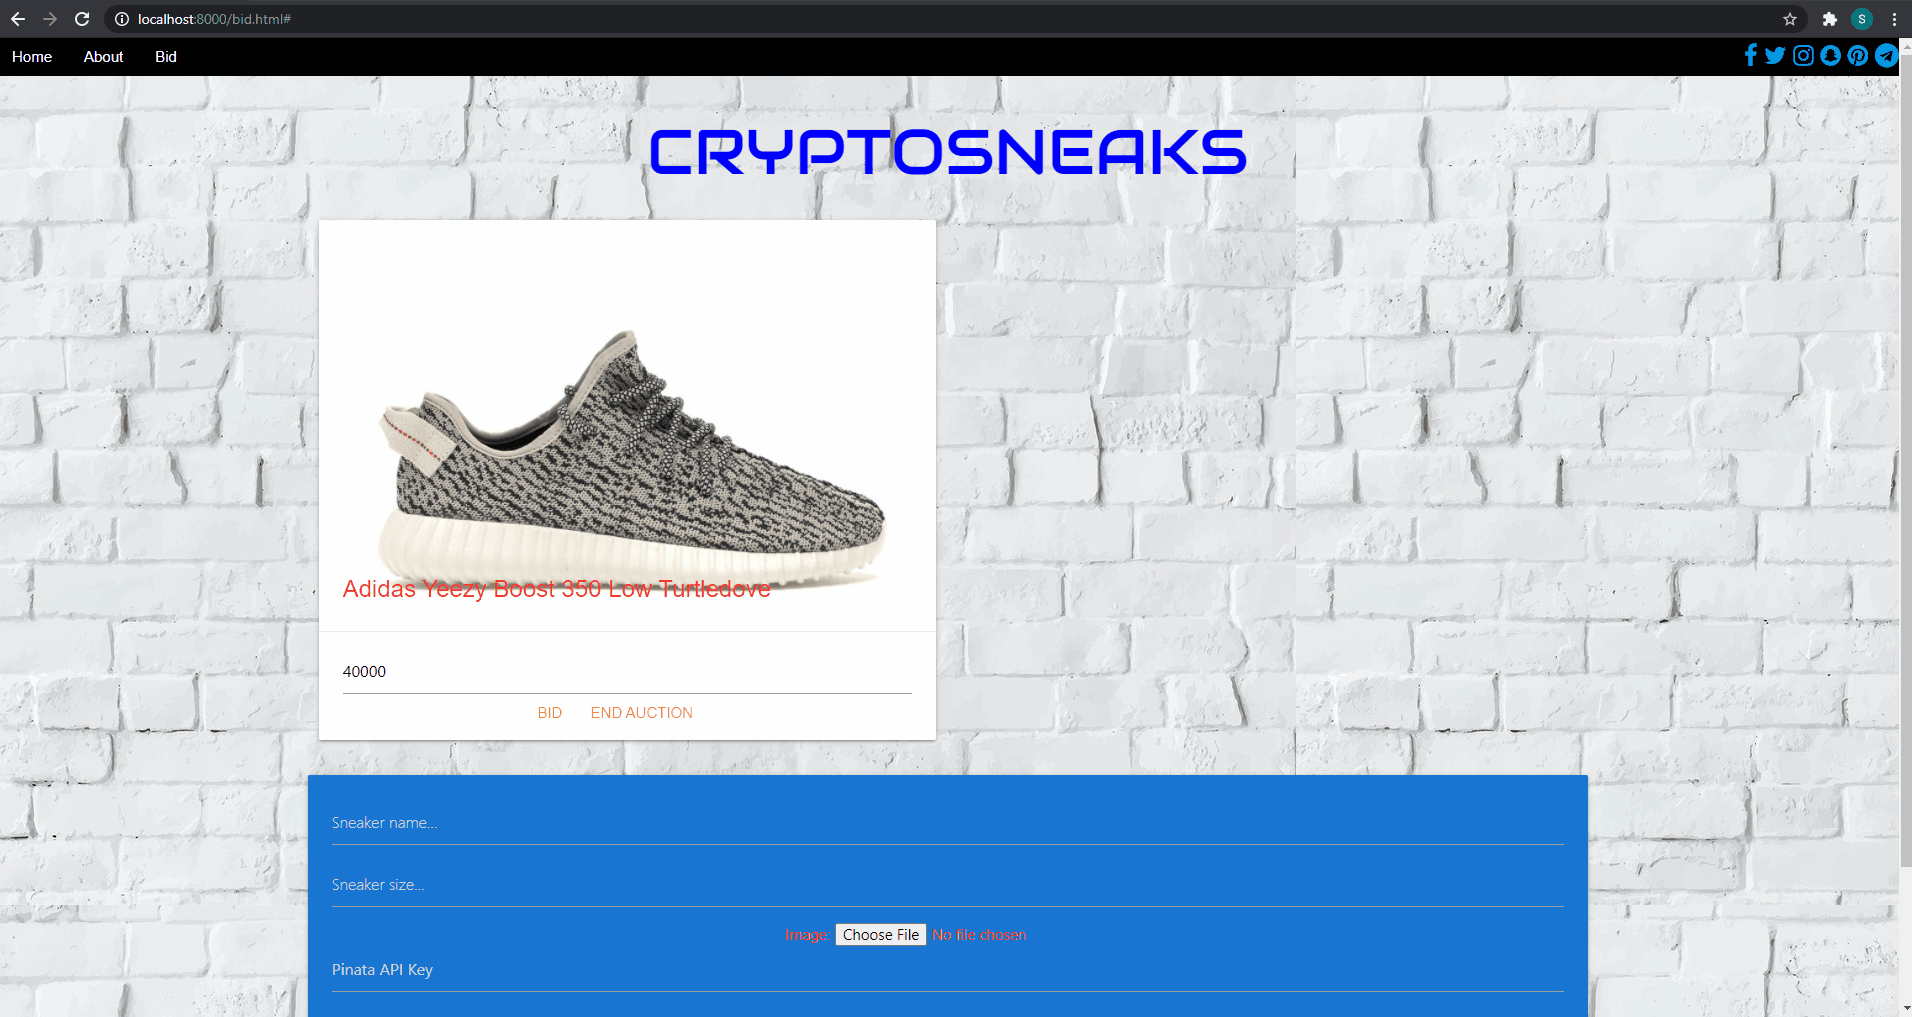 localhost:8000/bid.html#
S
Home About Bid
CRYPTOSNEAKS
Adidas Yeezy Boost 350 Low Turtledove
40000
BID END AUCTION
Sneaker name...
Sneaker size...
Image: Choose File No file chosen
Pinata API Key